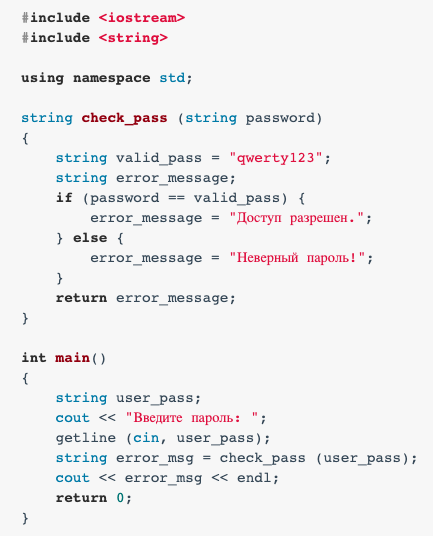 #include <iostream>
#include <string>

using namespace std;

string check_pass (string password)
{
    string valid_pass = "qwerty123";
    string error_message;
    if (password == valid_pass) {
        error_message = "Доступ разрешен.";
    } else {
        error_message = "Неверный пароль!";
    }
    return error_message;
}

int main()
{
    string user_pass;
    cout << "Введите пароль: ";
    getline (cin, user_pass);
    string error_msg = check_pass (user_pass);
    cout << error_msg << endl;
    return 0;
}